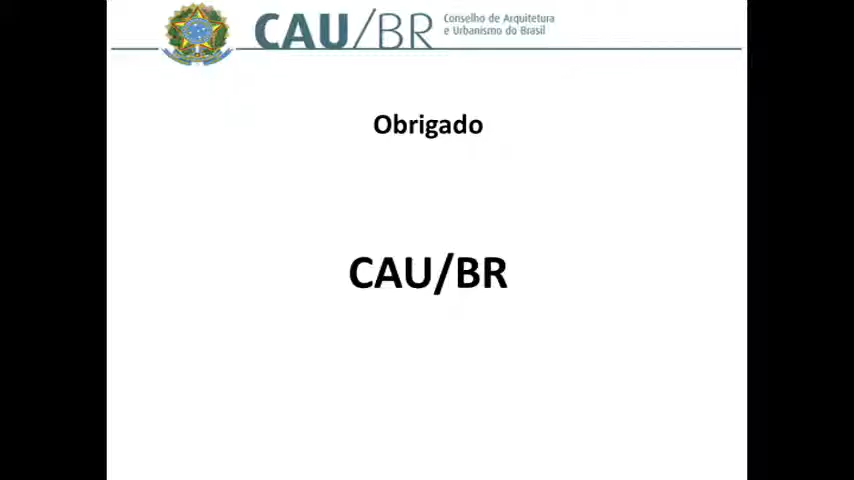 CAU/BR
Conselho de Arquitetura
e Urbanismo do Brasil
Obrigado
CAU/BR